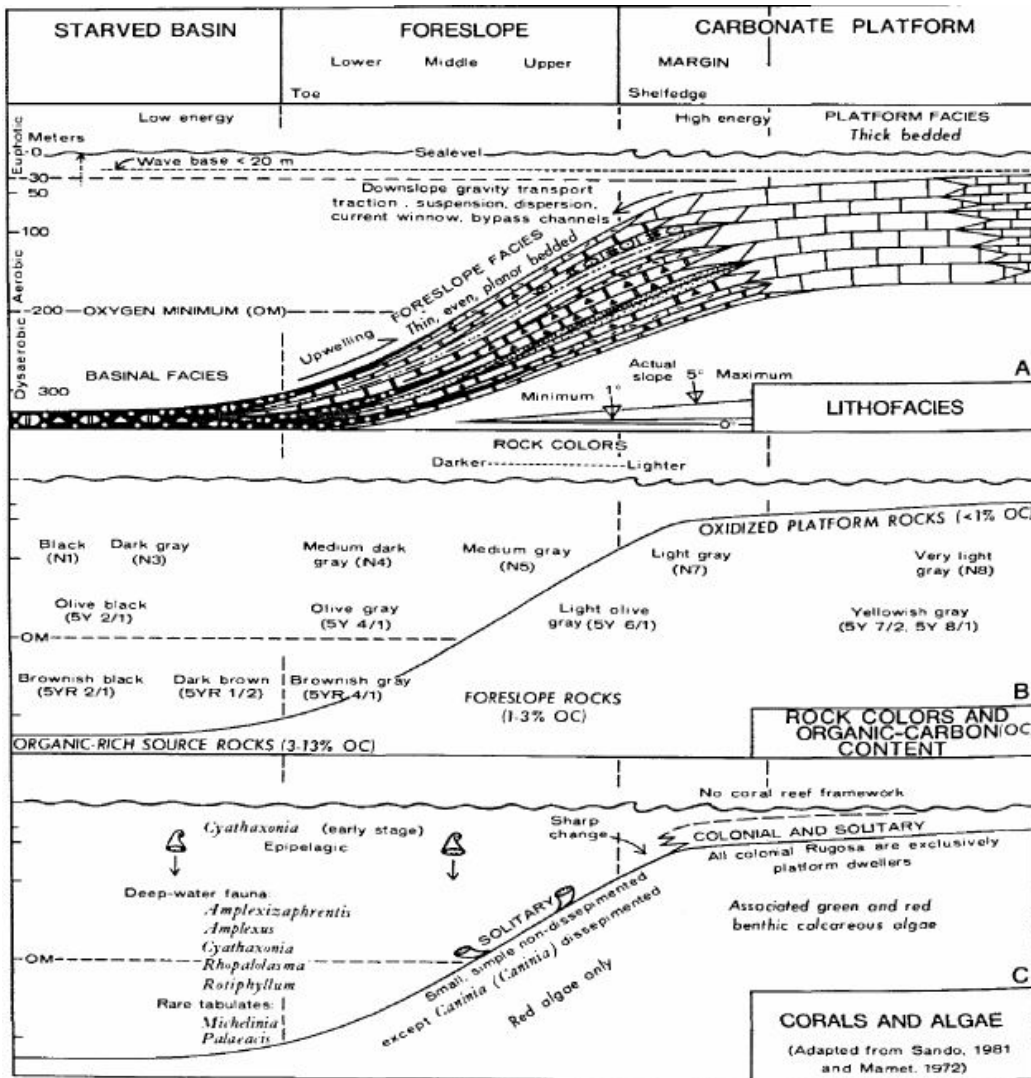 STARVED BASIN
FORESLOPE
CARBONATE PLATFORM
Lower Middle Upper
MARGIN
Toe
Shelfedge
Low energy
High energy
PLATFORM FACIES
Thick bedded
Euphotic
Meters
0
Sealevel
Wave base < 20 m
30
50
Downslope gravity transport
traction, suspension, dispersion,
current winnow, bypass channels
100
Aerobic
FORESLOPE FACIES
Thin, even, planar bedded
200
OXYGEN MINIMUM (OM)
Upwelling
Dysaerobic
BASINAL FACIES
300
Actual
slope
5° Maximum
Minimum 1°
0°
A
LITHOFACIES
ROCK COLORS
Darker Lighter
OXIDIZED PLATFORM ROCKS (<1% OC)
Black
(N1)
Dark gray
(N3)
Medium dark
gray (N4)
Medium gray
(N5)
Light gray
(N7)
Very light
gray (N8)
Olive black
(5Y 2/1)
Olive gray
(5Y 4/1)
Light olive
gray (5Y 6/1)
Yellowish gray
(5Y 7/2, 5Y 8/1)
OM
Brownish black
(5YR 2/1)
Dark brown
(5YR 1/2)
Brownish gray
(5YR 4/1)
FORESLOPE ROCKS
(1-3% OC)
ORGANIC-RICH SOURCE ROCKS (3-13% OC)
B
ROCK COLORS AND
ORGANIC-CARBON(OC)
CONTENT
No coral reef framework
Cyathaxonia (early stage)
Epipelagic
Sharp
change
COLONIAL AND SOLITARY
All colonial Rugosa are exclusively
platform dwellers
Deep-water fauna:
Amplexizaphrentis
Amplexus
Cyathaxonia
Rhopalolasma
Rotiphyllum
Rare tabulates:
Michelinia
Palaeacis
OM
SOLITARY
Small, simple non-dissepimented
except Caninia (Caninia) dissepimented
Red algae only
Associated green and red
benthic calcareous algae
C
CORALS AND ALGAE
(Adapted from Sando, 1981
and Mamet, 1972)